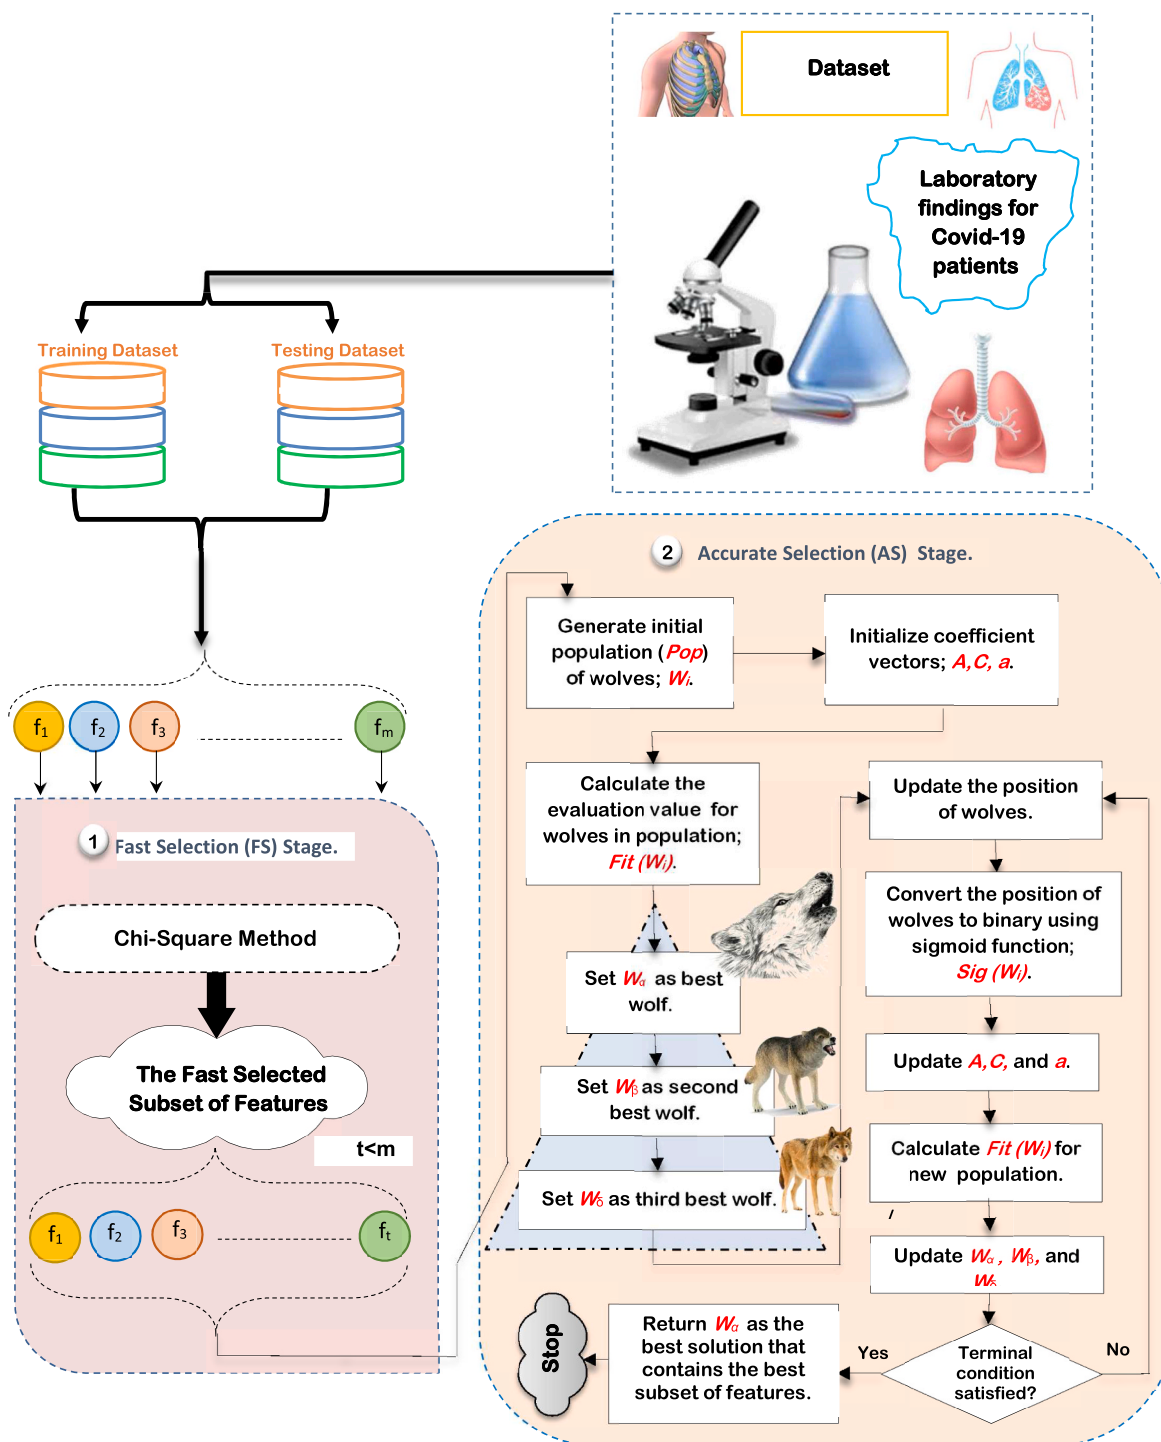 Dataset
Laboratory
findings for
Covid-19
patients
Training Dataset
Testing Dataset
f1
f2
f3
fm
1
Fast Selection (FS) Stage.
Chi-Square Method
The Fast Selected
Subset of Features
t<m
f1
f2
f3
ft
2
Accurate Selection (AS) Stage.
Generate initial
population (Pop)
of wolves; Wi.
Initialize coefficient
vectors; A,C, a.
Calculate the
evaluation value for
wolves in population;
Fit (Wi).
Set Wα as best
wolf.
Set Wβ as second
best wolf.
Set Wδ as third best wolf.
Update the position
of wolves.
Convert the position of
wolves to binary using
sigmoid function;
Sig (Wi).
Update A,C, and a.
Calculate Fit (Wi) for
new population.
Update Wα , Wβ, and
Wδ
Terminal
condition
satisfied?
No
Yes
Return Wα as the
best solution that
contains the best
subset of features.
Stop